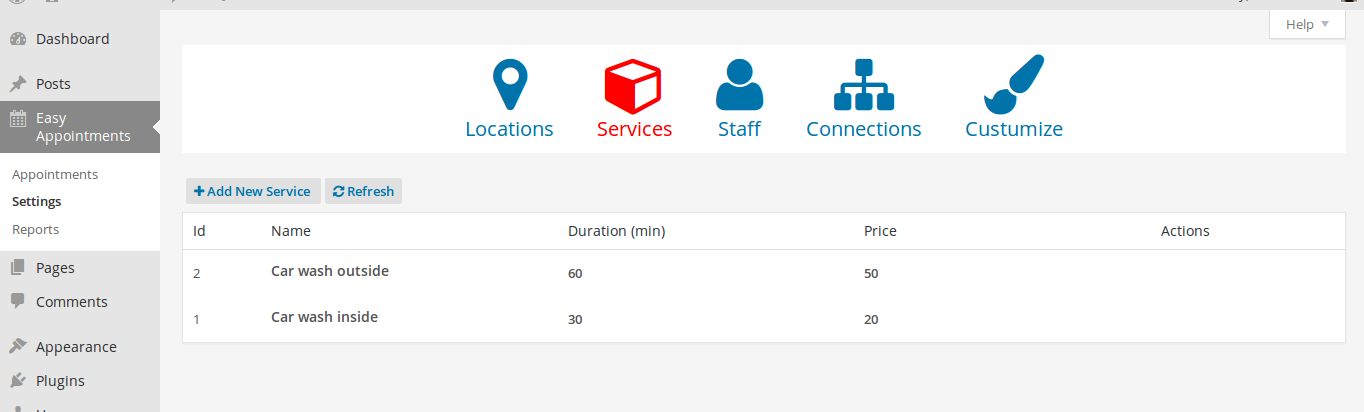 Help
Dashboard
Posts
Easy
Appointments
Appointments
Settings
Reports
Pages
Comments
Appearance
Plugins
Locations
Services
Staff
Connections
Custumize
Add New Service
Refresh
Id Name Duration (min) Price Actions
2 Car wash outside 60 50
1 Car wash inside 30 20